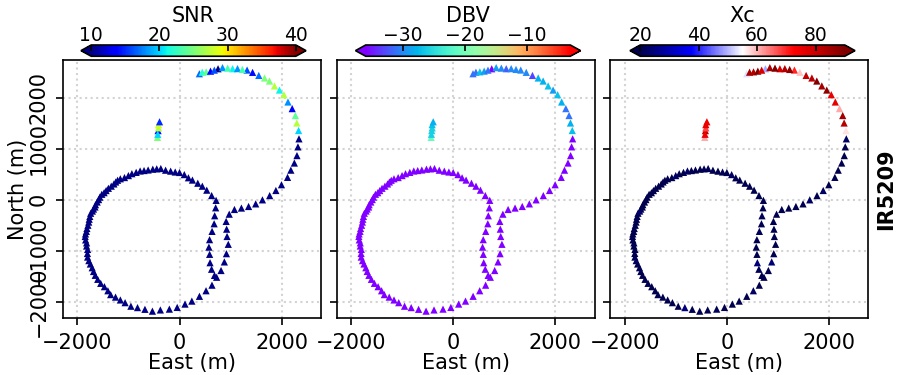 SNR DBV Xc
10 20 30 40 −30 −20 −10 20 40 60 80
North (m)
2000
1000
0
−1000
−2000
−2000 0 2000 −2000 0 2000 −2000 0 2000
East (m) East (m) East (m)
IR5209